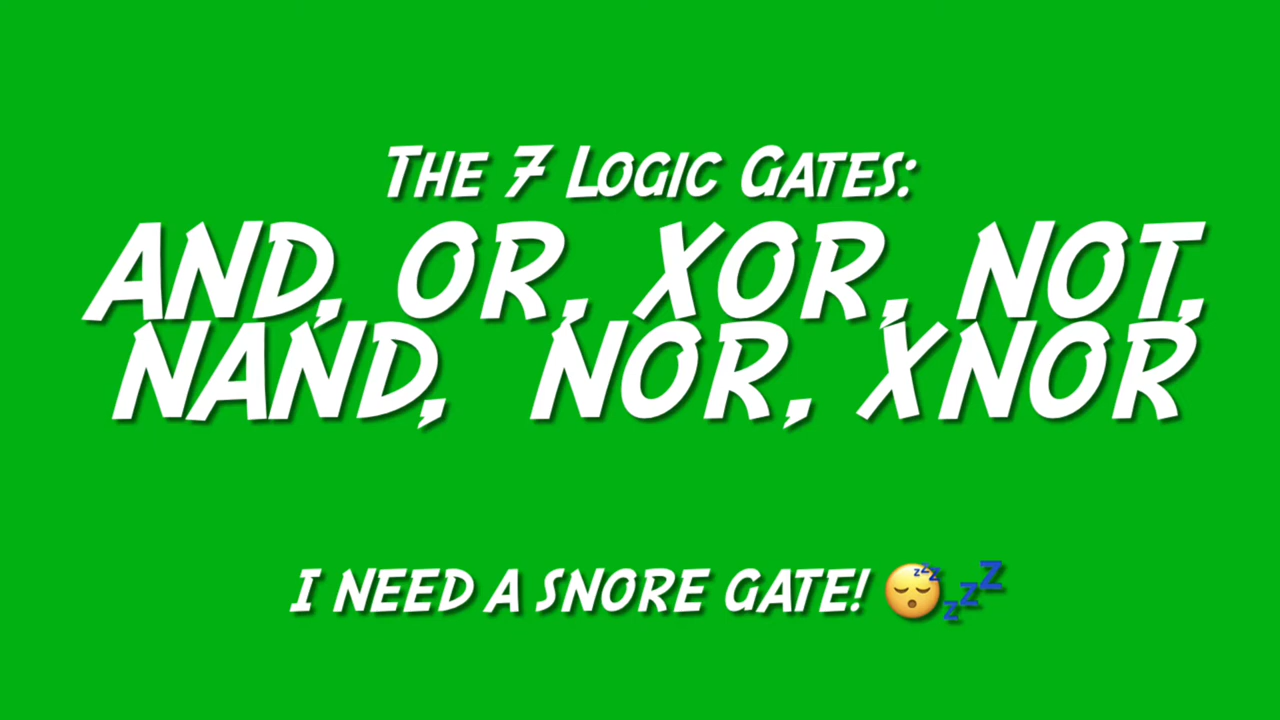 The 7 Logic Gates:
AND, OR, XOR, NOT,
NAND, NOR, XNOR
I NEED A SNORE GATE! 😴💤